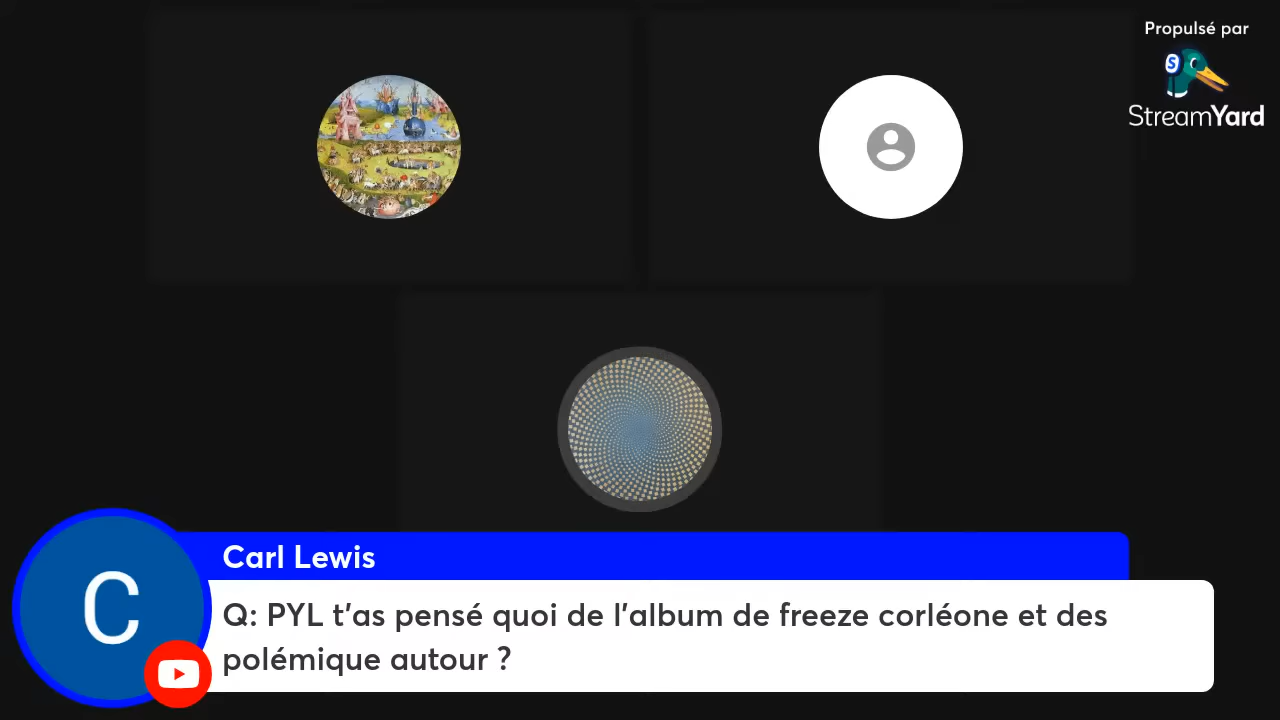 Propulsé par
S
StreamYard
C
Carl Lewis
Q: PYL t'as pensé quoi de l'album de freeze corléone et des
polémique autour ?